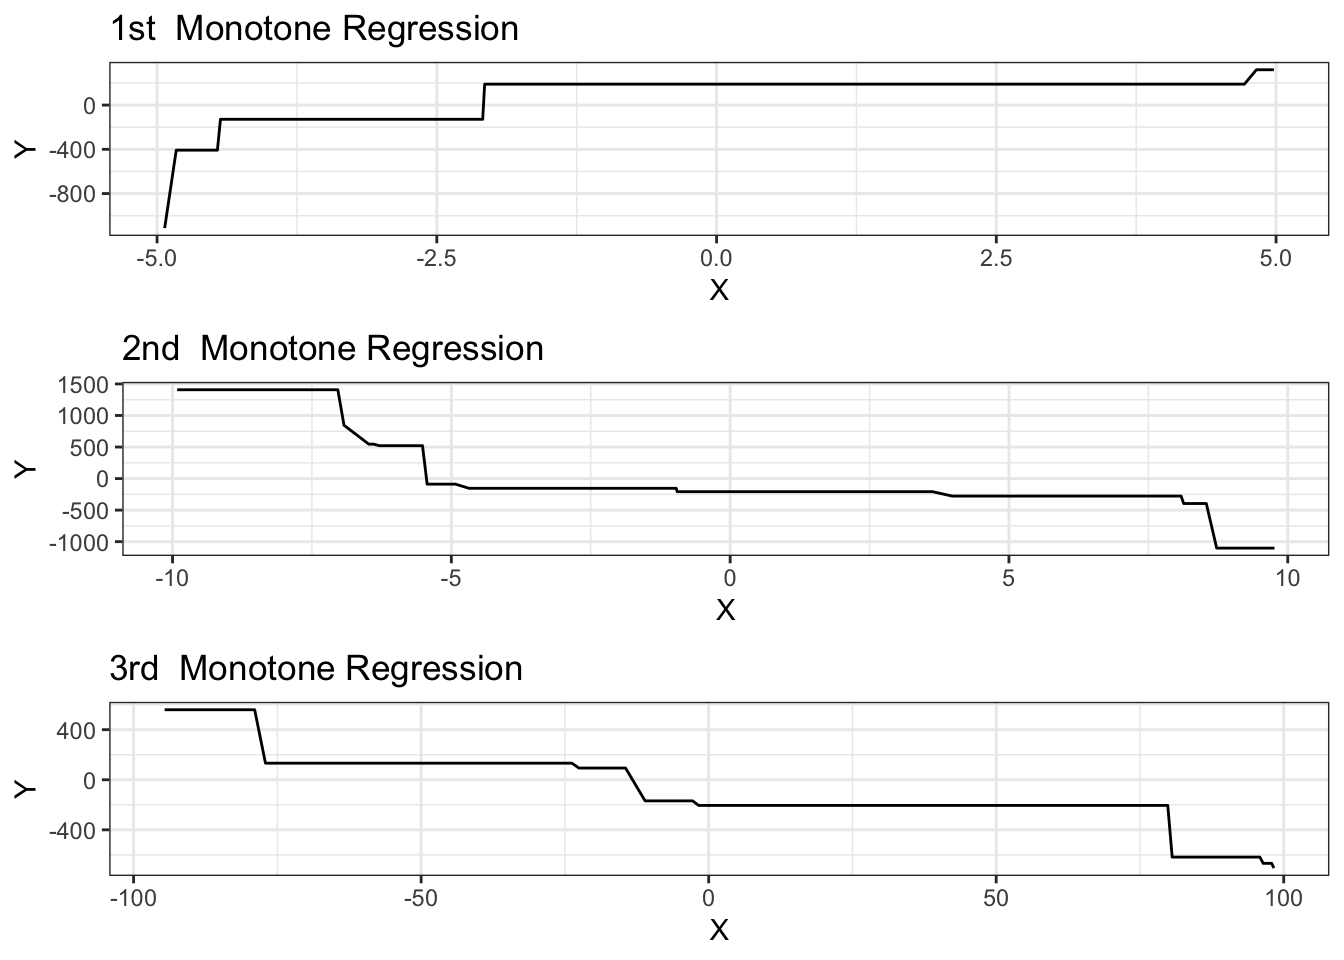 1st  Monotone Regression
0
-400
-800
Y
-5.0 -2.5 0.0 2.5 5.0
X
2nd  Monotone Regression
1500
1000
500
0
-500
-1000
Y
-10 -5 0 5 10
X
3rd  Monotone Regression
400
0
-400
Y
-100 -50 0 50 100
X